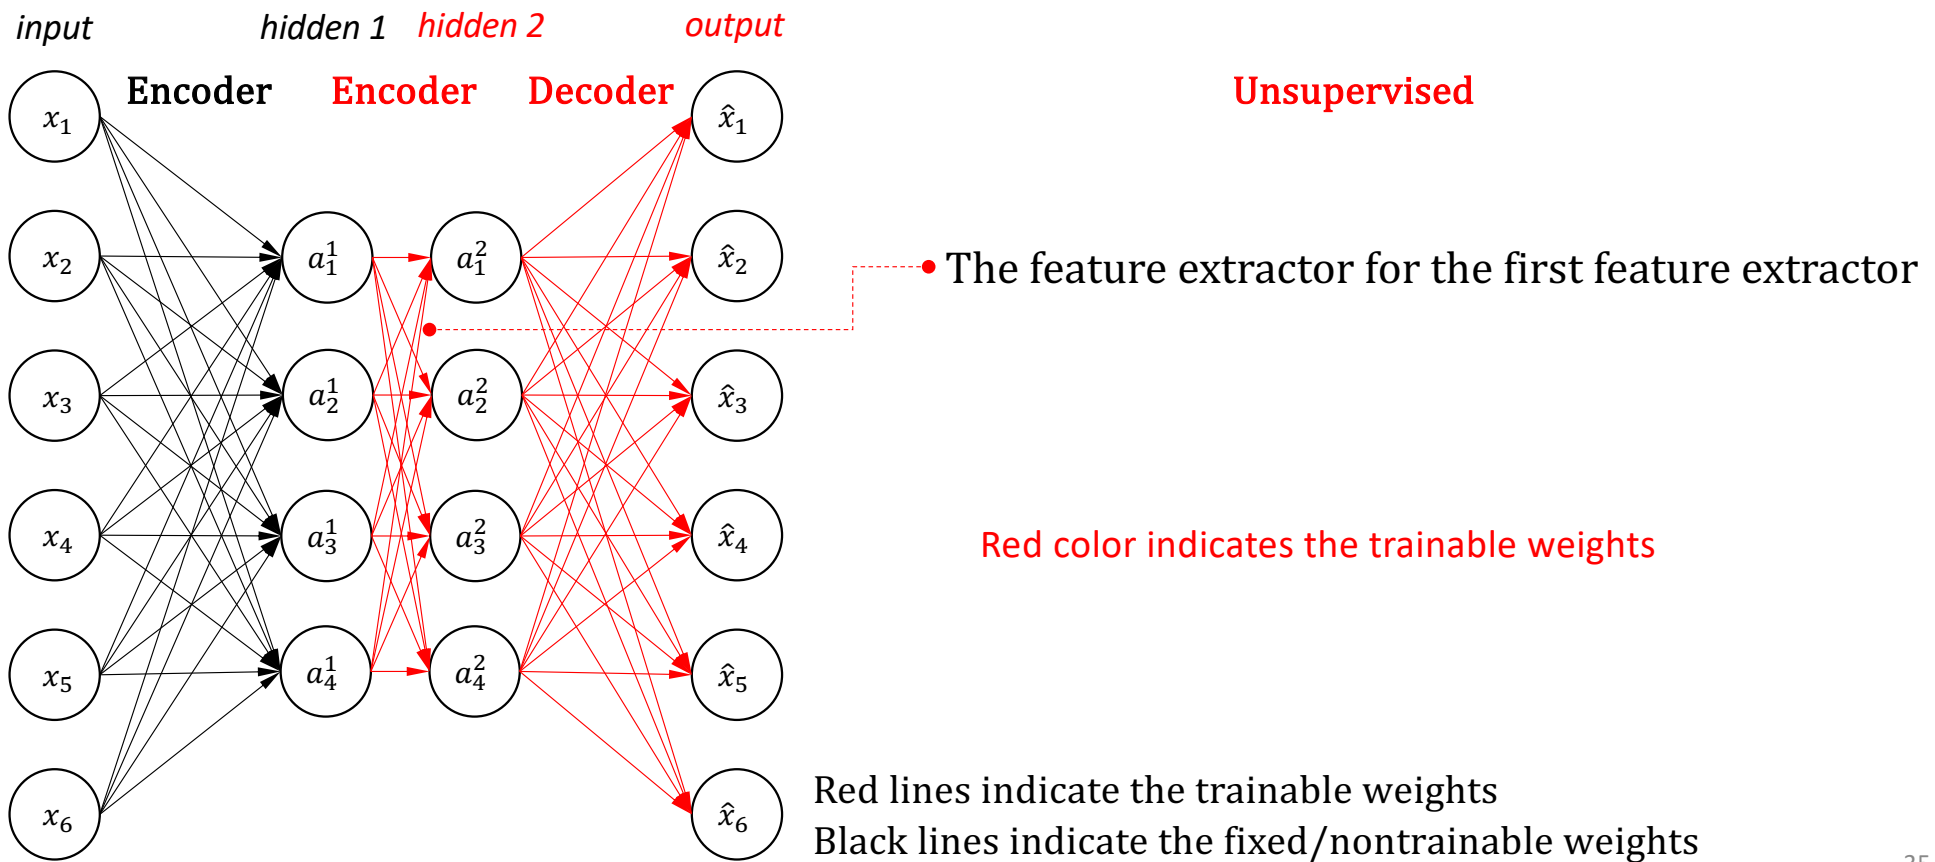 input hidden 1 hidden 2 output
Encoder Encoder Decoder Unsupervised
x₁ x̂₁
x₂ a₁¹ a₁² x̂₂ The feature extractor for the first feature extractor
x₃ a₂¹ a₂² x̂₃
x₄ a₃¹ a₃² x̂₄ Red color indicates the trainable weights
x₅ a₄¹ a₄² x̂₅
x₆ x̂₆ Red lines indicate the trainable weights
Black lines indicate the fixed/nontrainable weights